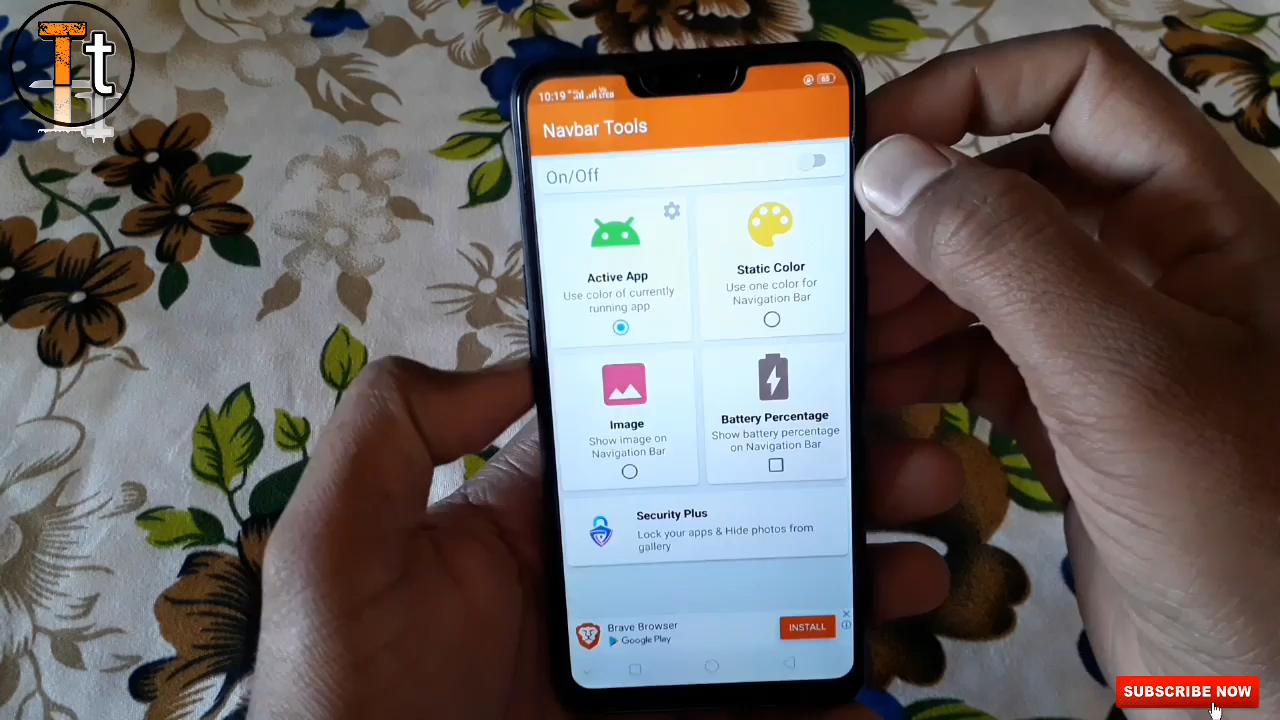 Tt
10:19
65
Navbar Tools
On/Off
Active App
Use color of currently
running app
Static Color
Use one color for
Navigation Bar
Image
Show image on
Navigation Bar
Battery Percentage
Show battery percentage
on Navigation Bar
Security Plus
Lock your apps & Hide photos from
gallery
Brave Browser
Google Play
INSTALL
SUBSCRIBE NOW